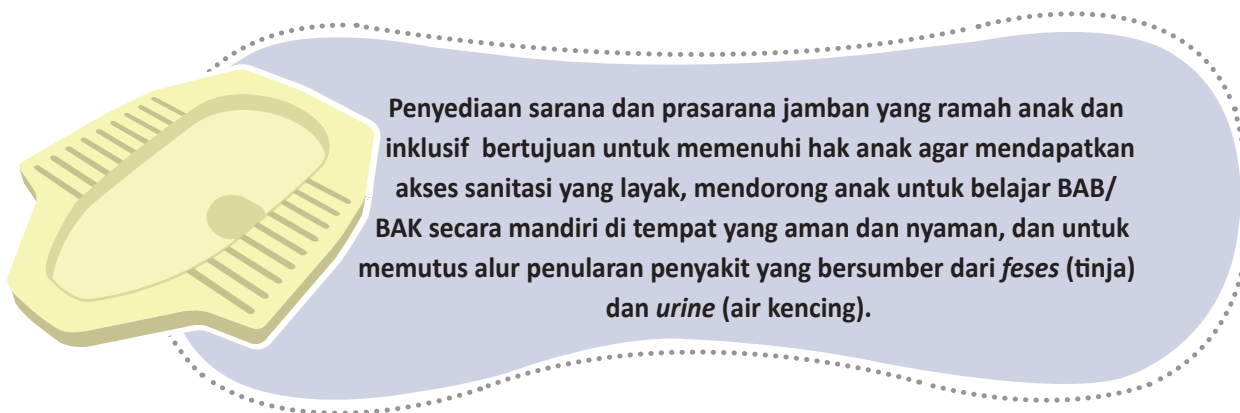 Penyediaan sarana dan prasarana jamban yang ramah anak dan
inklusif bertujuan untuk memenuhi hak anak agar mendapatkan
akses sanitasi yang layak, mendorong anak untuk belajar BAB/
BAK secara mandiri di tempat yang aman dan nyaman, dan untuk
memutus alur penularan penyakit yang bersumber dari feses (tinja)
dan urine (air kencing).